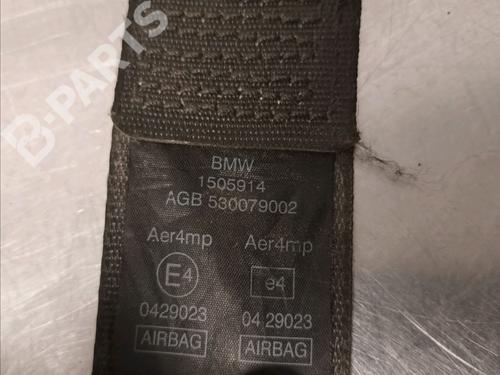 B-PARTS
BMW
1505914
AGB 530079002
Aer4mp Aer4mp
E4 e4
0429023 04 29023
AIRBAG AIRBAG